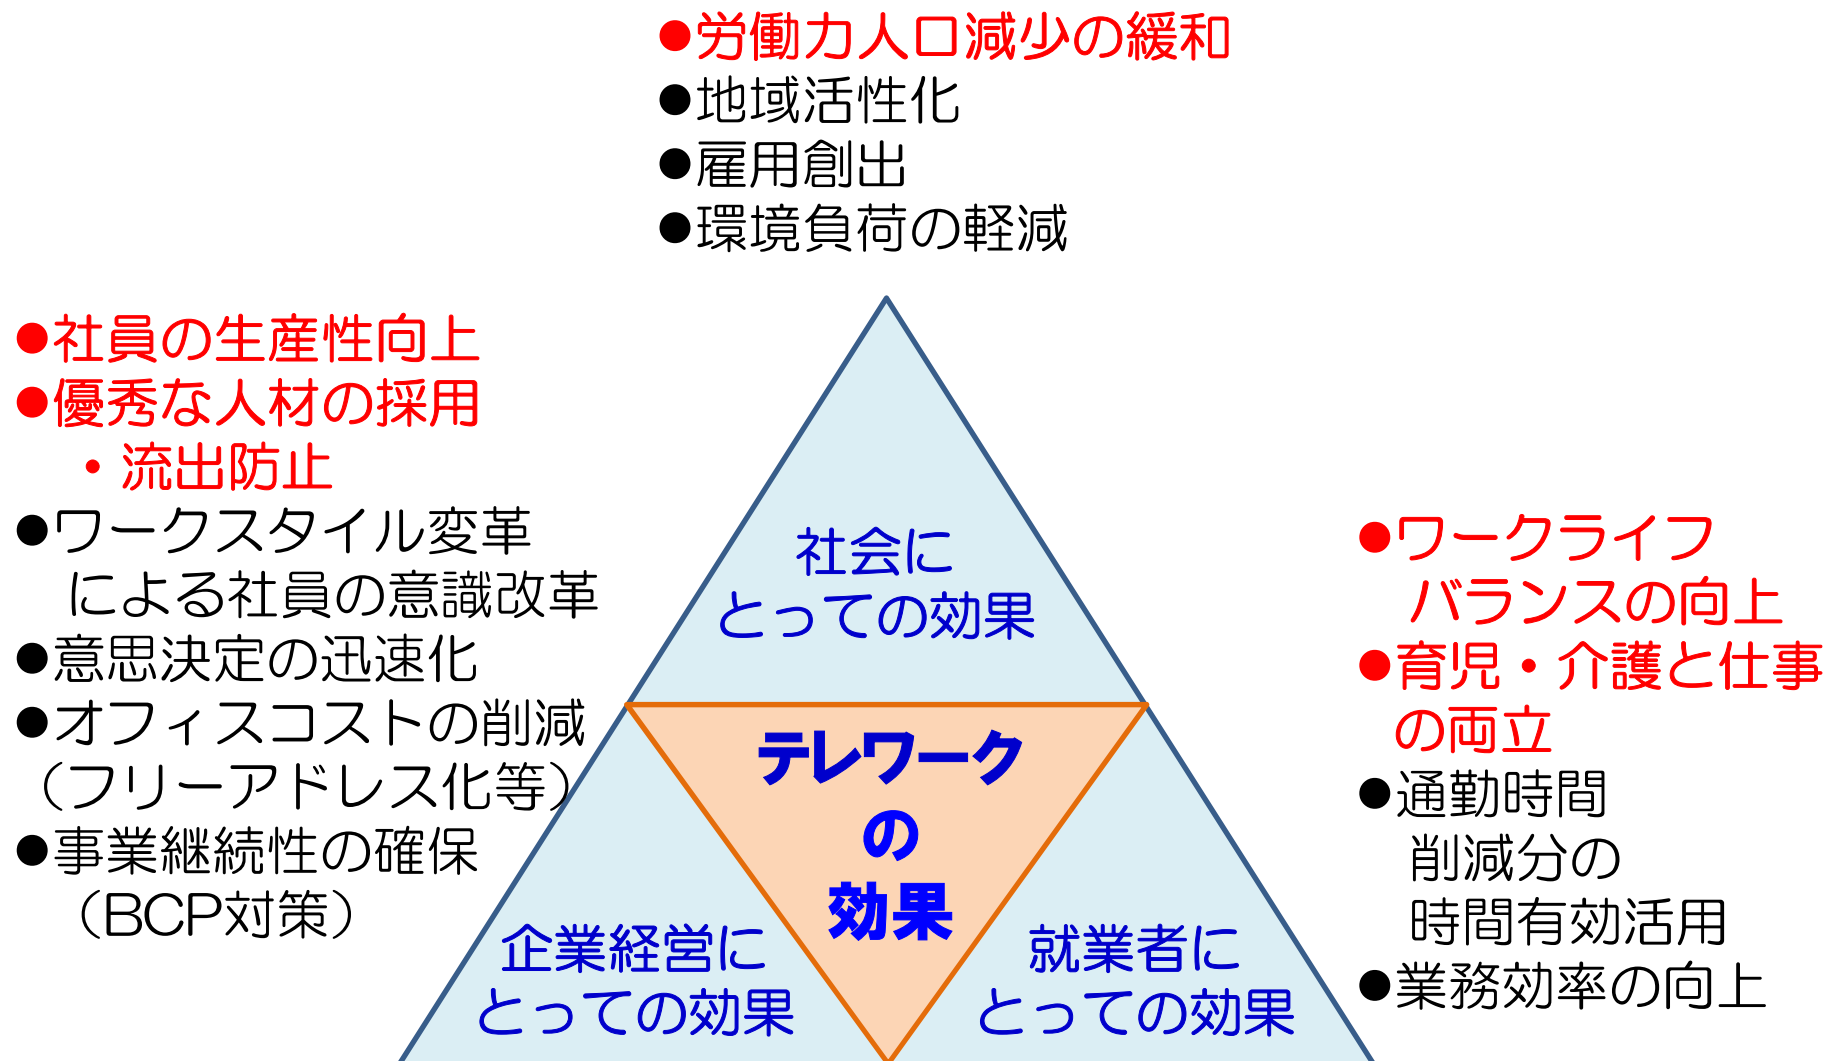 ●労働力人口減少の緩和
●地域活性化
●雇用創出
●環境負荷の軽減
●社員の生産性向上
●優秀な人材の採用
・流出防止
●ワークスタイル変革
による社員の意識改革
●意思決定の迅速化
●オフィスコストの削減
（フリーアドレス化等）
●事業継続性の確保
（BCP対策）
社会に
とっての効果
テレワーク
の
効果
企業経営に
とっての効果
就業者に
とっての効果
●ワークライフ
バランスの向上
●育児・介護と仕事
の両立
●通勤時間
削減分の
時間有効活用
●業務効率の向上